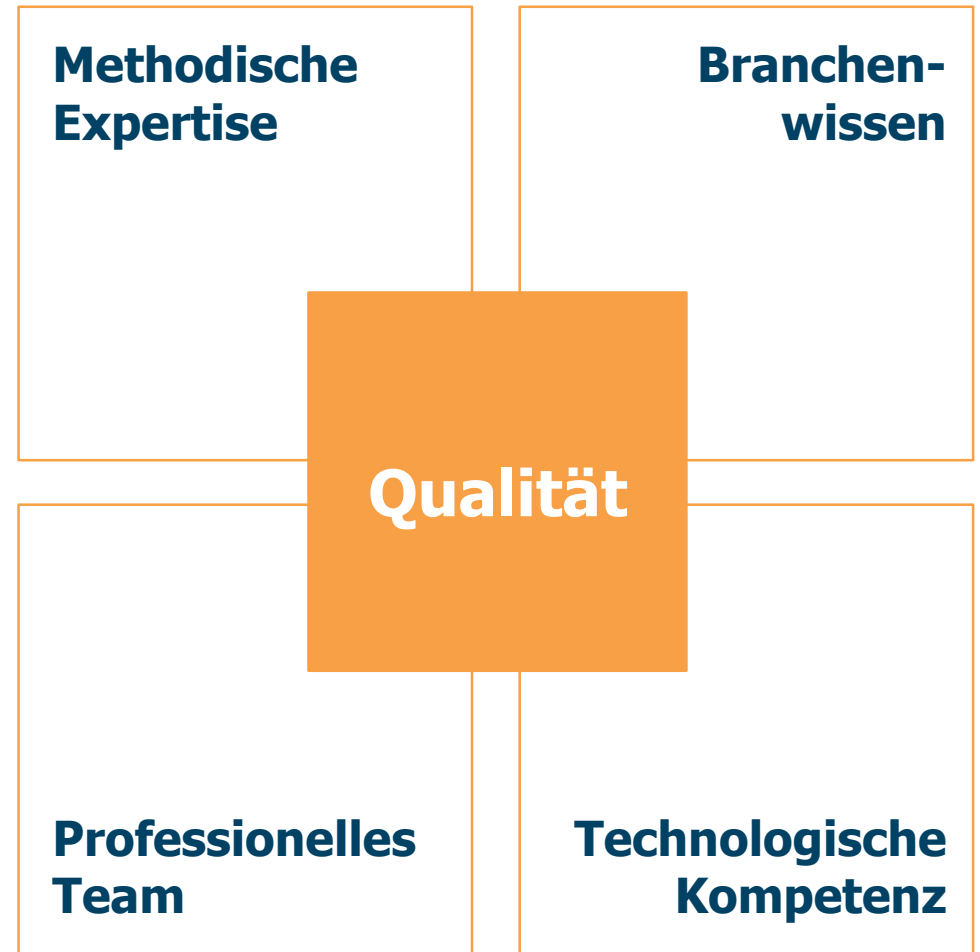 Methodische
Expertise
Branchen-
wissen
Qualität
Professionelles
Team
Technologische
Kompetenz